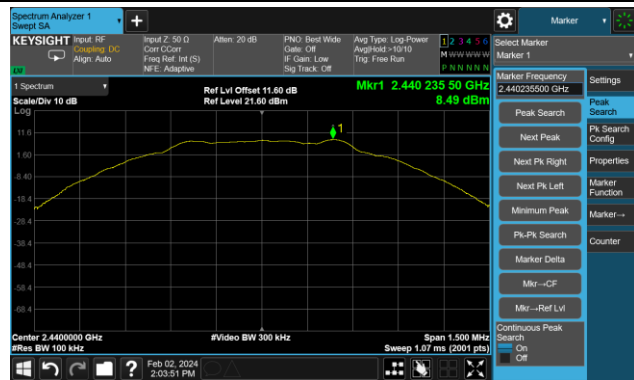 Spectrum Analyzer 1
Swept SA
Marker
KEYSIGHT
Input: RF
Coupling: DC
Align: Auto
Input Z: 50 Ω
Corr CCorr
Freq Ref: Int (S)
NFE: Adaptive
Atten: 20 dB
PNO: Best Wide
Gate: Off
IF Gain: Low
Sig Track: Off
Avg Type: Log-Power
Avg|Hold:>10/10
Trig: Free Run
1 2 3 4 5 6
M W W W W W
P N N N N N
Select Marker
Marker 1
LXI
1 Spectrum
Scale/Div 10 dB
Log
Ref Lvl Offset 11.60 dB
Ref Level 21.60 dBm
Mkr1 2.440 235 50 GHz
8.49 dBm
1
11.6
1.60
-8.40
-18.4
-28.4
-38.4
-48.4
-58.4
-68.4
Center 2.4400000 GHz
#Res BW 100 kHz
#Video BW 300 kHz
Span 1.500 MHz
Sweep 1.07 ms (2001 pts)
Marker Frequency
2.440235500 GHz
Peak Search
Next Peak
Next Pk Right
Next Pk Left
Minimum Peak
Pk-Pk Search
Marker Delta
Mkr→CF
Mkr→Ref Lvl
Continuous Peak
Search
On
Off
Settings
Peak
Search
Pk Search
Config
Properties
Marker
Function
Marker→
Counter
?
Feb 02, 2024
2:03:51 PM